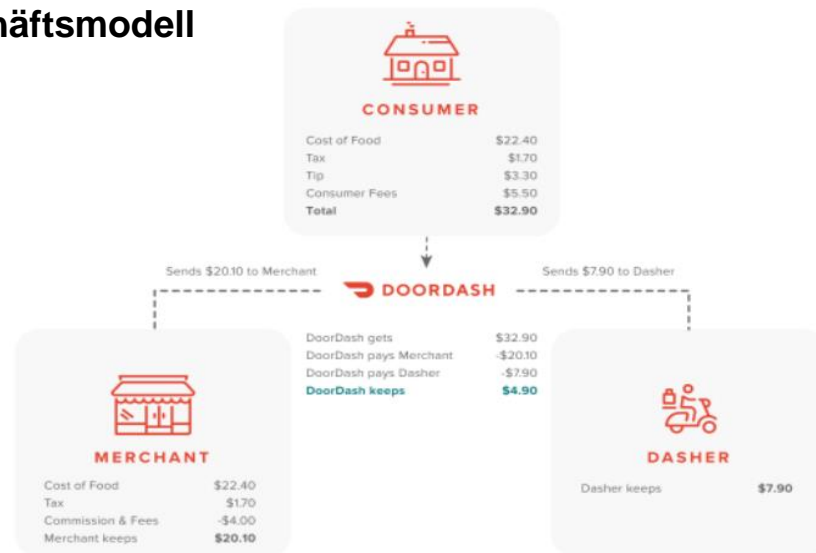 häftsmodell
CONSUMER
Cost of Food $22.40
Tax $1.70
Tip $3.30
Consumer Fees $5.50
Total $32.90
Sends $20.10 to Merchant
Sends $7.90 to Dasher
DOORDASH
DoorDash gets $32.90
DoorDash pays Merchant -$20.10
DoorDash pays Dasher -$7.90
DoorDash keeps $4.90
MERCHANT
Cost of Food $22.40
Tax $1.70
Commission & Fees -$4.00
Merchant keeps $20.10
DASHER
Dasher keeps $7.90